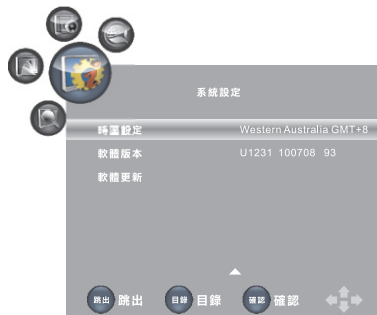 系統設定
時區設定 Western Australia GMT+8
軟體版本 U1231 100708 93
軟體更新
跳出 跳出 目錄 目錄 確認 確認